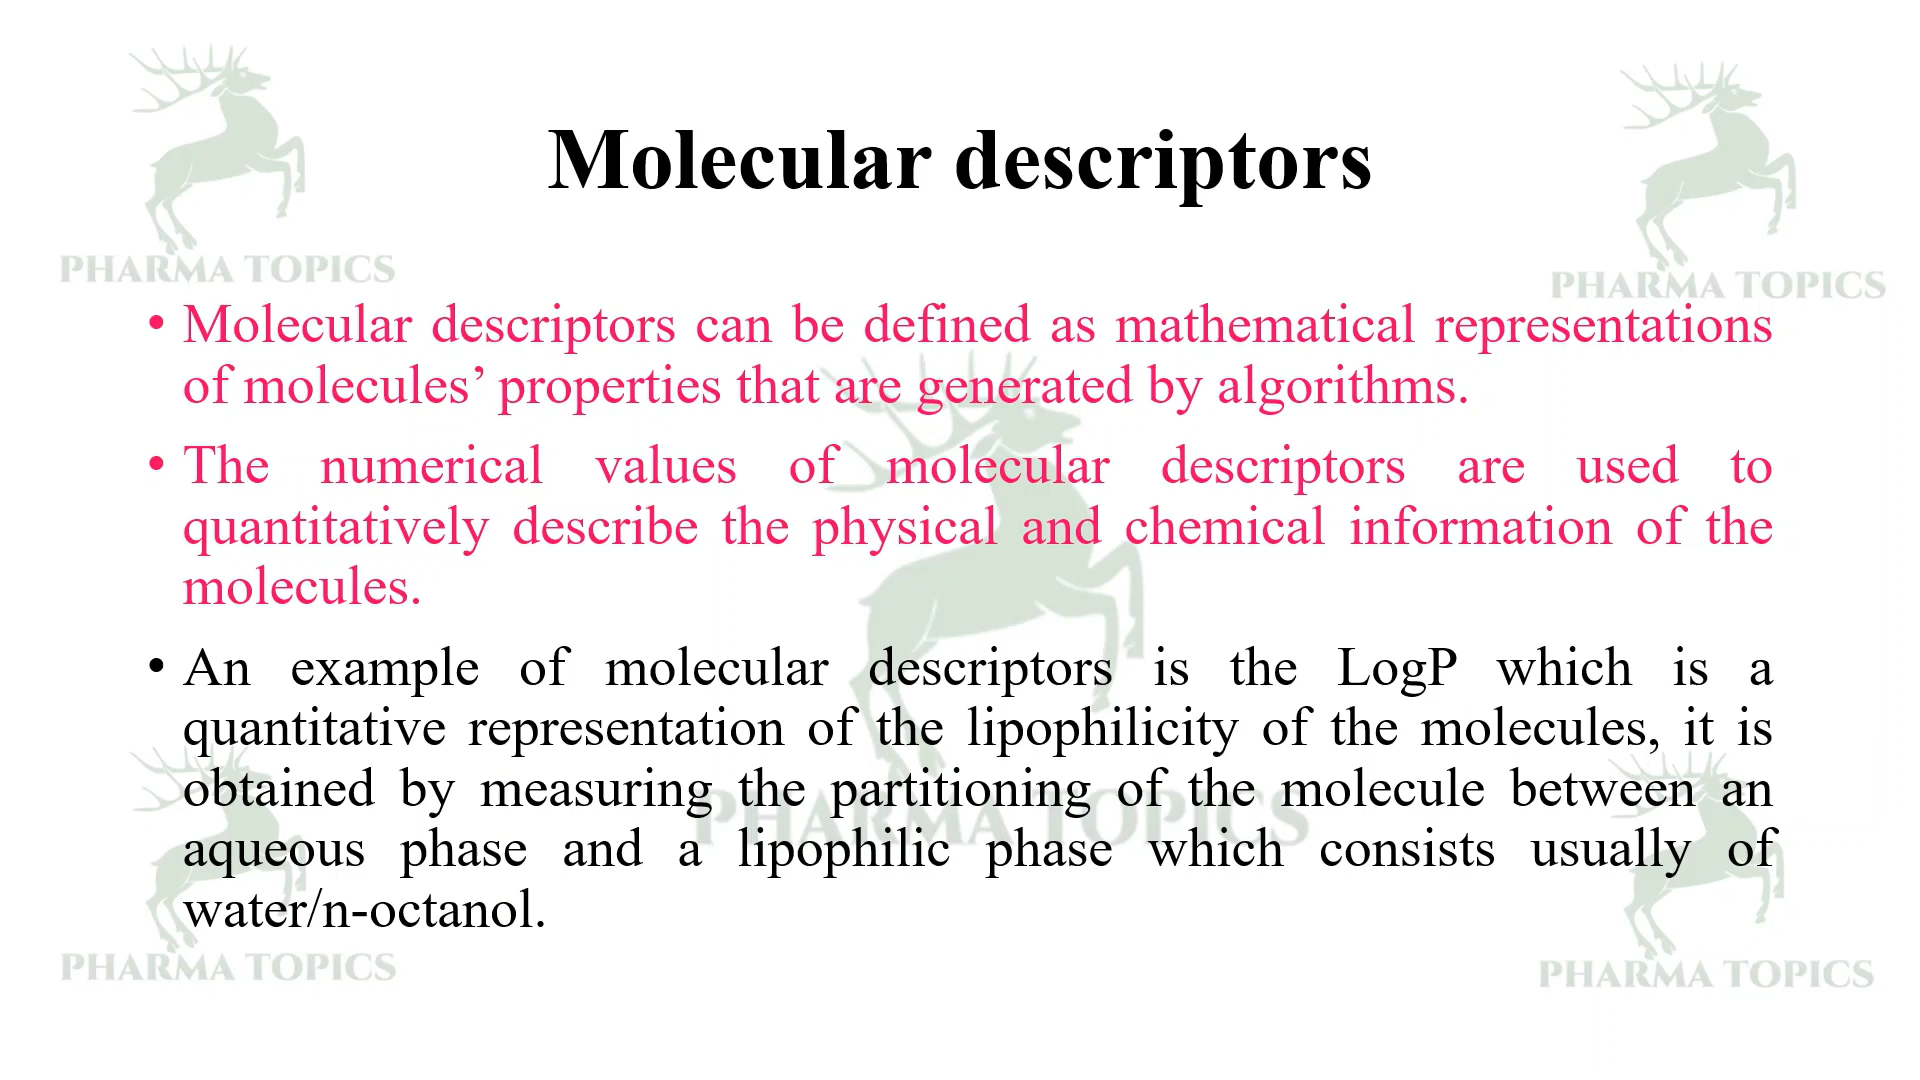 PHARMA TOPICS
PHARMA TOPICS
Molecular descriptors
• Molecular descriptors can be defined as mathematical representations
of molecules’ properties that are generated by algorithms.
• The numerical values of molecular descriptors are used to
quantitatively describe the physical and chemical information of the
molecules.
• An example of molecular descriptors is the LogP which is a
quantitative representation of the lipophilicity of the molecules, it is
obtained by measuring the partitioning of the molecule between an
aqueous phase and a lipophilic phase which consists usually of
water/n-octanol.
PHARMA TOPICS
PHARMA TOPICS
PHARMA TOPICS